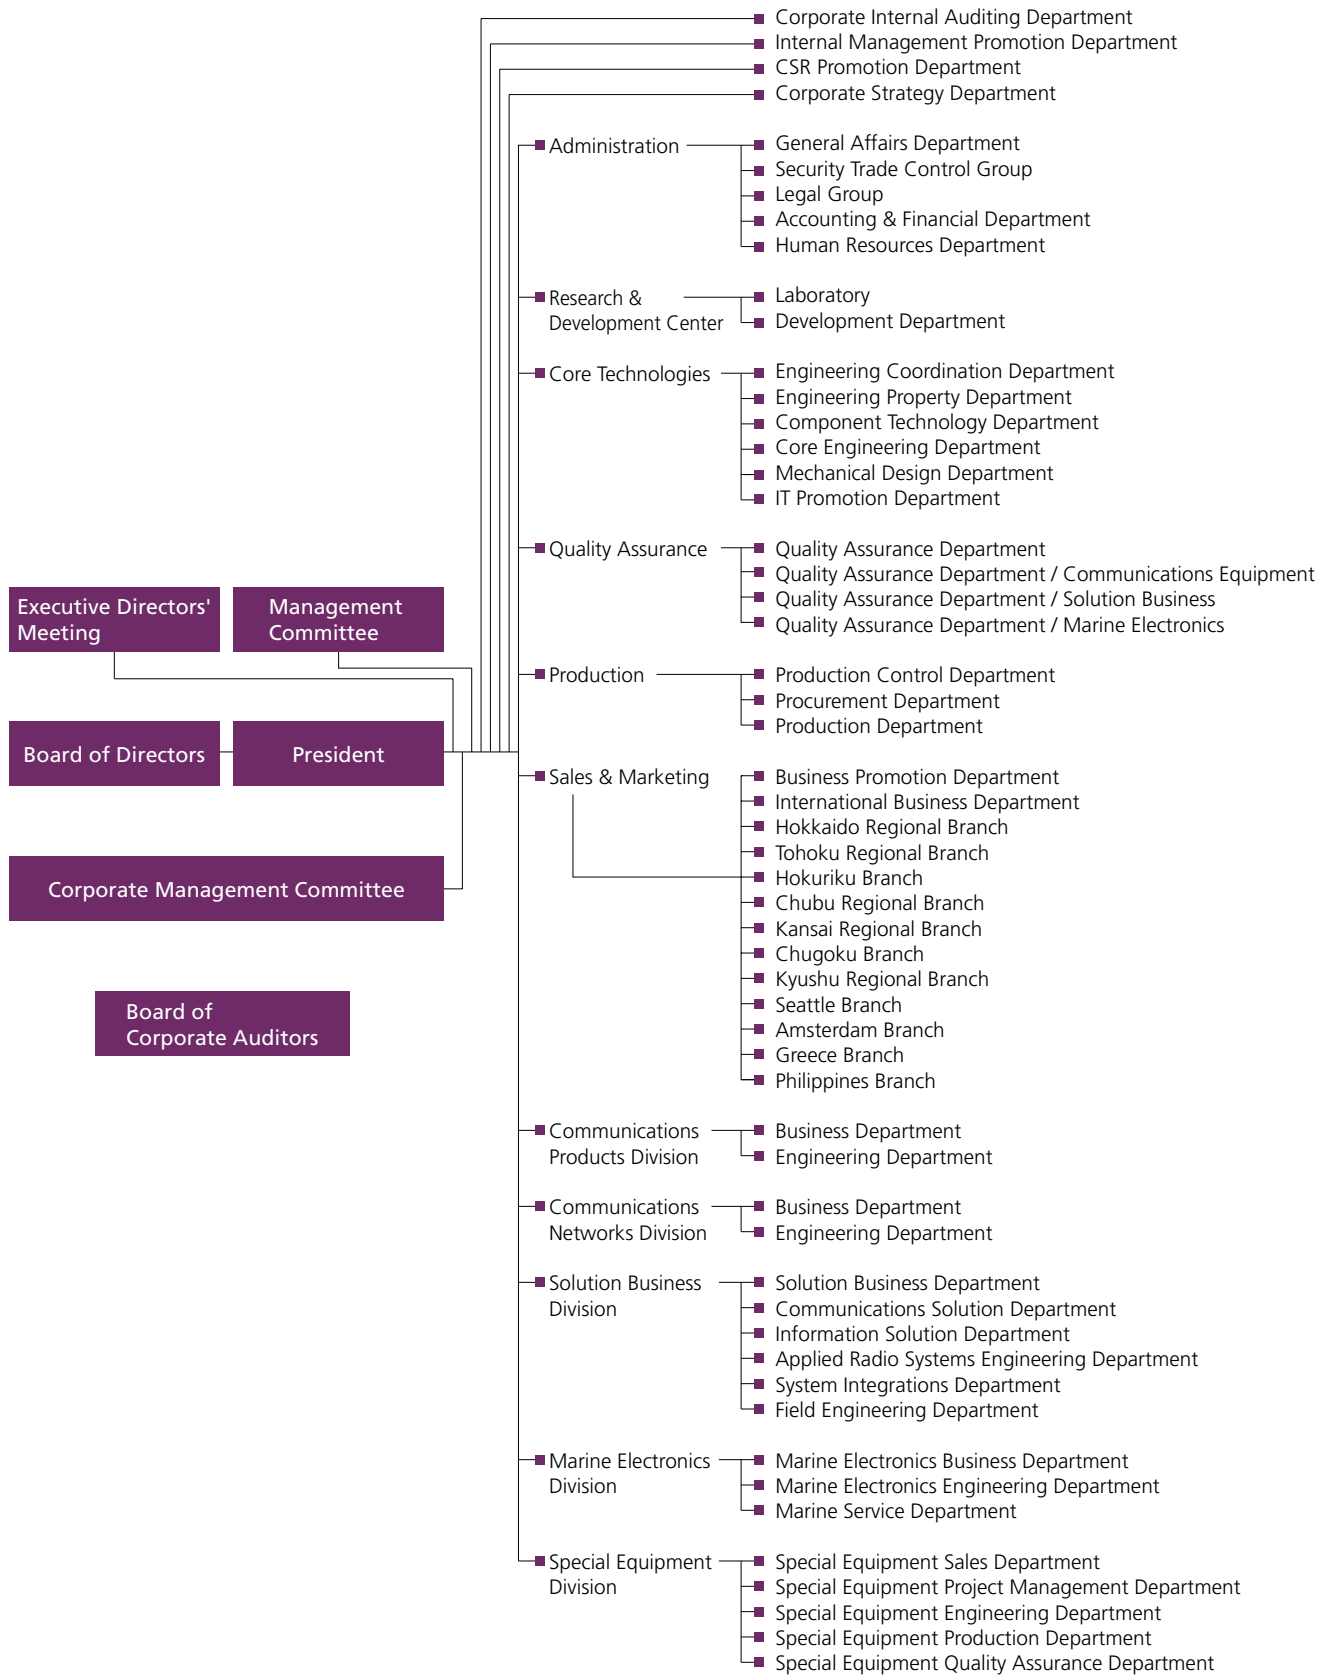 Corporate Internal Auditing Department
Internal Management Promotion Department
CSR Promotion Department
Corporate Strategy Department
Administration
General Affairs Department
Security Trade Control Group
Legal Group
Accounting & Financial Department
Human Resources Department
Research &
Development Center
Laboratory
Development Department
Core Technologies
Engineering Coordination Department
Engineering Property Department
Component Technology Department
Core Engineering Department
Mechanical Design Department
IT Promotion Department
Quality Assurance
Quality Assurance Department
Quality Assurance Department / Communications Equipment
Quality Assurance Department / Solution Business
Quality Assurance Department / Marine Electronics
Executive Directors'
Meeting
Management
Committee
Production
Production Control Department
Procurement Department
Production Department
Board of Directors
President
Sales & Marketing
Business Promotion Department
International Business Department
Hokkaido Regional Branch
Tohoku Regional Branch
Hokuriku Branch
Chubu Regional Branch
Kansai Regional Branch
Chugoku Branch
Kyushu Regional Branch
Seattle Branch
Amsterdam Branch
Greece Branch
Philippines Branch
Corporate Management Committee
Board of
Corporate Auditors
Communications
Products Division
Business Department
Engineering Department
Communications
Networks Division
Business Department
Engineering Department
Solution Business
Division
Solution Business Department
Communications Solution Department
Information Solution Department
Applied Radio Systems Engineering Department
System Integrations Department
Field Engineering Department
Marine Electronics
Division
Marine Electronics Business Department
Marine Electronics Engineering Department
Marine Service Department
Special Equipment
Division
Special Equipment Sales Department
Special Equipment Project Management Department
Special Equipment Engineering Department
Special Equipment Production Department
Special Equipment Quality Assurance Department